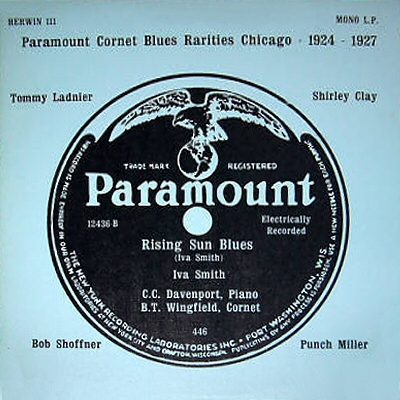 HERWIN 111
MONO L.P.
Paramount Cornet Blues Rarities Chicago - 1924 - 1927
Tommy Ladnier
Shirley Clay
TRADE MARK
REGISTERED
Paramount
12436 B
Electrically
Recorded
Rising Sun Blues
(Iva Smith)
Iva Smith
C.C. Davenport, Piano
B.T. Wingfield, Cornet
446
THE NEW YORK RECORDING LABORATORIES INC. - PORT WASHINGTON, WIS.
Bob Shoffner
Punch Miller